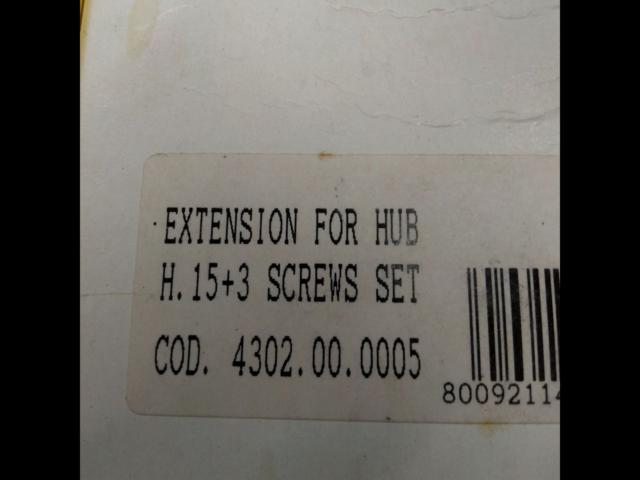 EXTENSION FOR HUB
H.15+3 SCREWS SET
COD. 4302.00.0005
80092114